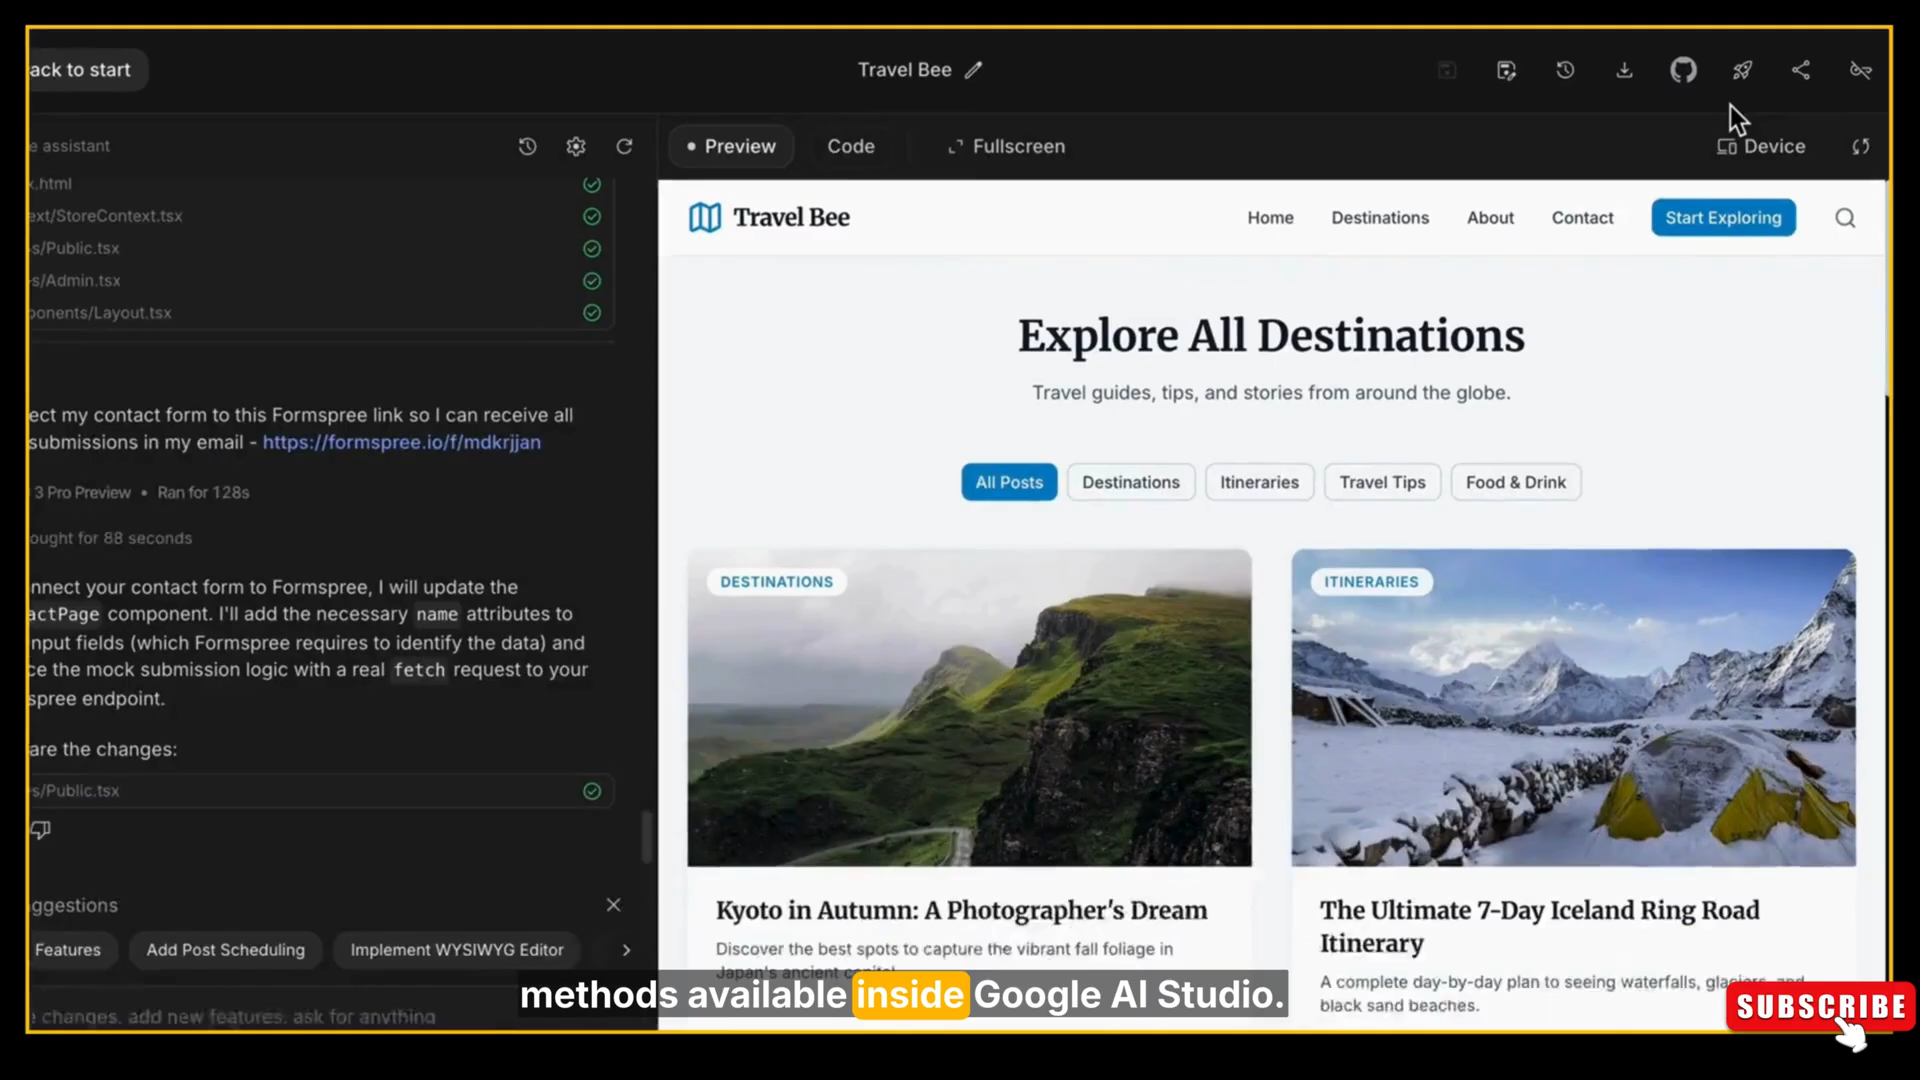 ack to start
Travel Bee
e assistant
Preview
Code
Fullscreen
Device
x.html
ext/StoreContext.tsx
s/Public.tsx
s/Admin.tsx
ponents/Layout.tsx
ect my contact form to this Formspree link so I can receive all
submissions in my email - https://formspree.io/f/mdkrjjan
3 Pro Preview • Ran for 128s
ought for 88 seconds
nnect your contact form to Formspree, I will update the
actPage component. I'll add the necessary name attributes to
nput fields (which Formspree requires to identify the data) and
ce the mock submission logic with a real fetch request to your
spree endpoint.
are the changes:
s/Public.tsx
ggestions
Features
Add Post Scheduling
Implement WYSIWYG Editor
e changes. add new features. ask for anything
Travel Bee
Home
Destinations
About
Contact
Start Exploring
Explore All Destinations
Travel guides, tips, and stories from around the globe.
All Posts
Destinations
Itineraries
Travel Tips
Food & Drink
DESTINATIONS
Kyoto in Autumn: A Photographer's Dream
Discover the best spots to capture the vibrant fall foliage in
Japan's ancient capital.
ITINERARIES
The Ultimate 7-Day Iceland Ring Road
Itinerary
A complete day-by-day plan to seeing waterfalls, glaciers, and
black sand beaches.
methods available inside Google AI Studio.
SUBSCRIBE